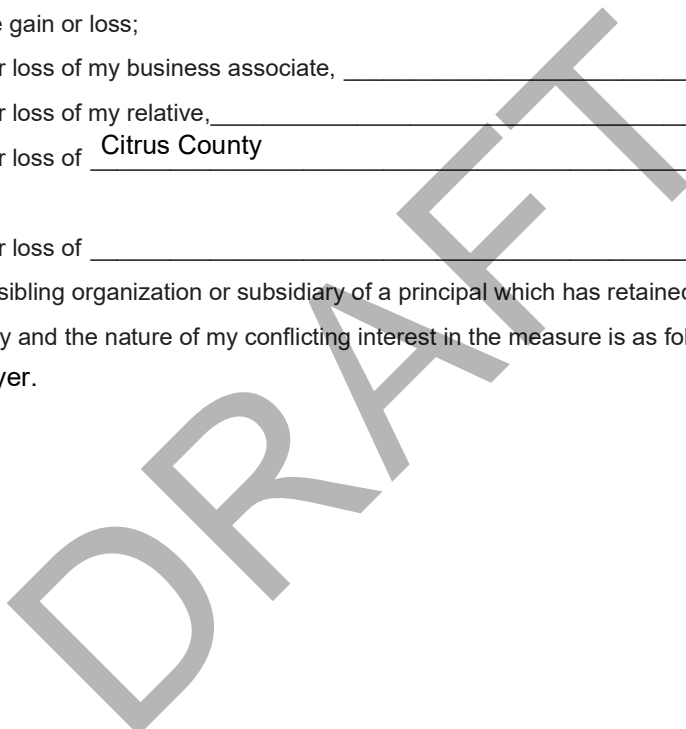 gain or loss;
loss of my business associate,
loss of my relative,
loss of Citrus County
loss of
sibling organization or subsidiary of a principal which has retained
and the nature of my conflicting interest in the measure is as
DRAFT